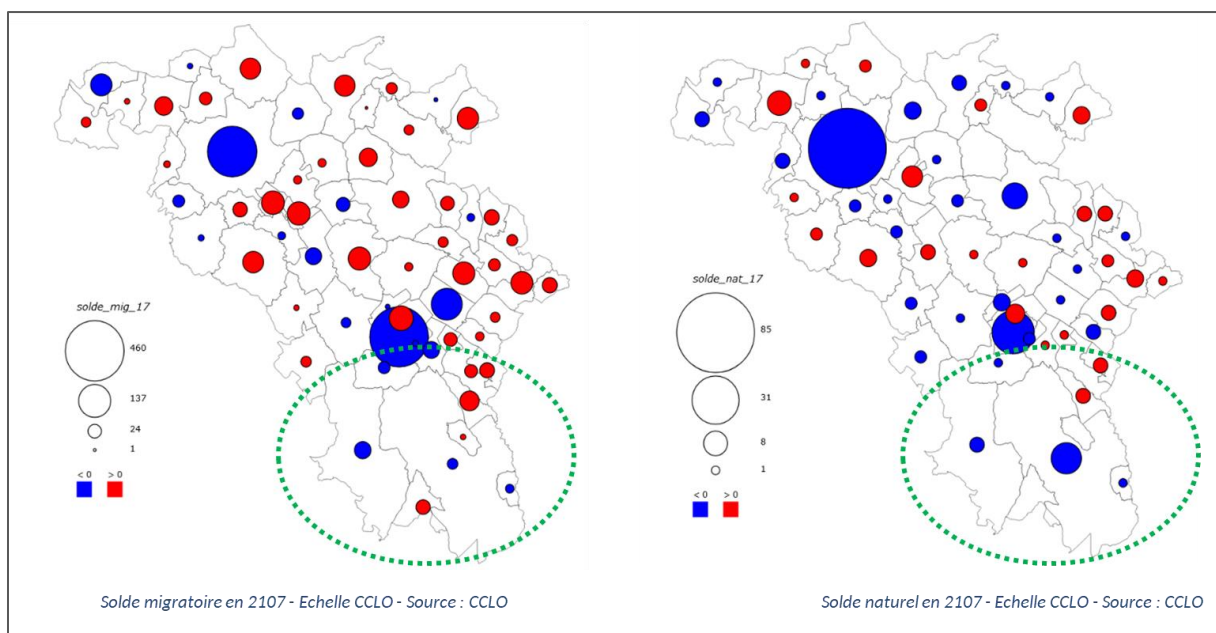 solde_mig_17
460
137
24
1
< 0 > 0
Solde migratoire en 2107 - Echelle CCLO - Source : CCLO
solde_nat_17
85
31
8
1
< 0 > 0
Solde naturel en 2107 - Echelle CCLO - Source : CCLO